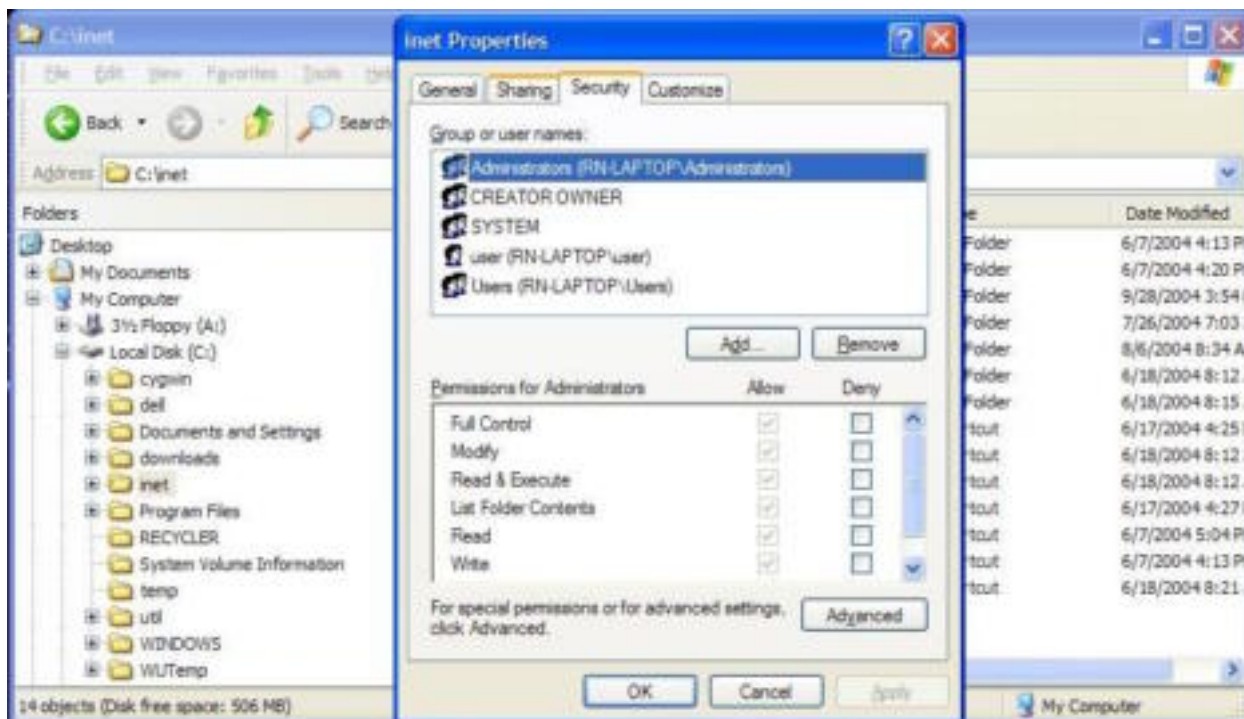 C:\inet
File Edit View Favorites Tools
Back Search
Address C:\inet
Folders
Desktop
My Documents
My Computer
3½ Floppy (A:)
Local Disk (C:)
cygwin
dell
Documents and Settings
downloads
inet
Program Files
RECYCLER
System Volume Information
temp
util
WINDOWS
WUTemp
14 objects (Disk free space: 506 MB)
inet Properties
General Sharing Security Customize
Group or user names:
Administrators (RN-LAPTOP\Administrators)
CREATOR OWNER
SYSTEM
user (RN-LAPTOP\user)
Users (RN-LAPTOP\Users)
Add... Remove
Permissions for Administrators Allow Deny
Full Control
Modify
Read & Execute
List Folder Contents
Read
Write
For special permissions or for advanced settings,
click Advanced.
Advanced
OK Cancel Apply
e Date Modified
Folder 6/7/2004 4:13 P
Folder 6/7/2004 4:20 P
Folder 9/28/2004 3:54
Folder 7/26/2004 7:03
Folder 8/6/2004 8:34 A
Folder 6/18/2004 8:12
Folder 6/18/2004 8:15
tcut 6/17/2004 4:25
tcut 6/18/2004 8:12
tcut 6/18/2004 8:12
tcut 6/17/2004 4:27
tcut 6/7/2004 5:04 P
tcut 6/7/2004 4:13 P
tcut 6/18/2004 8:21
My Computer